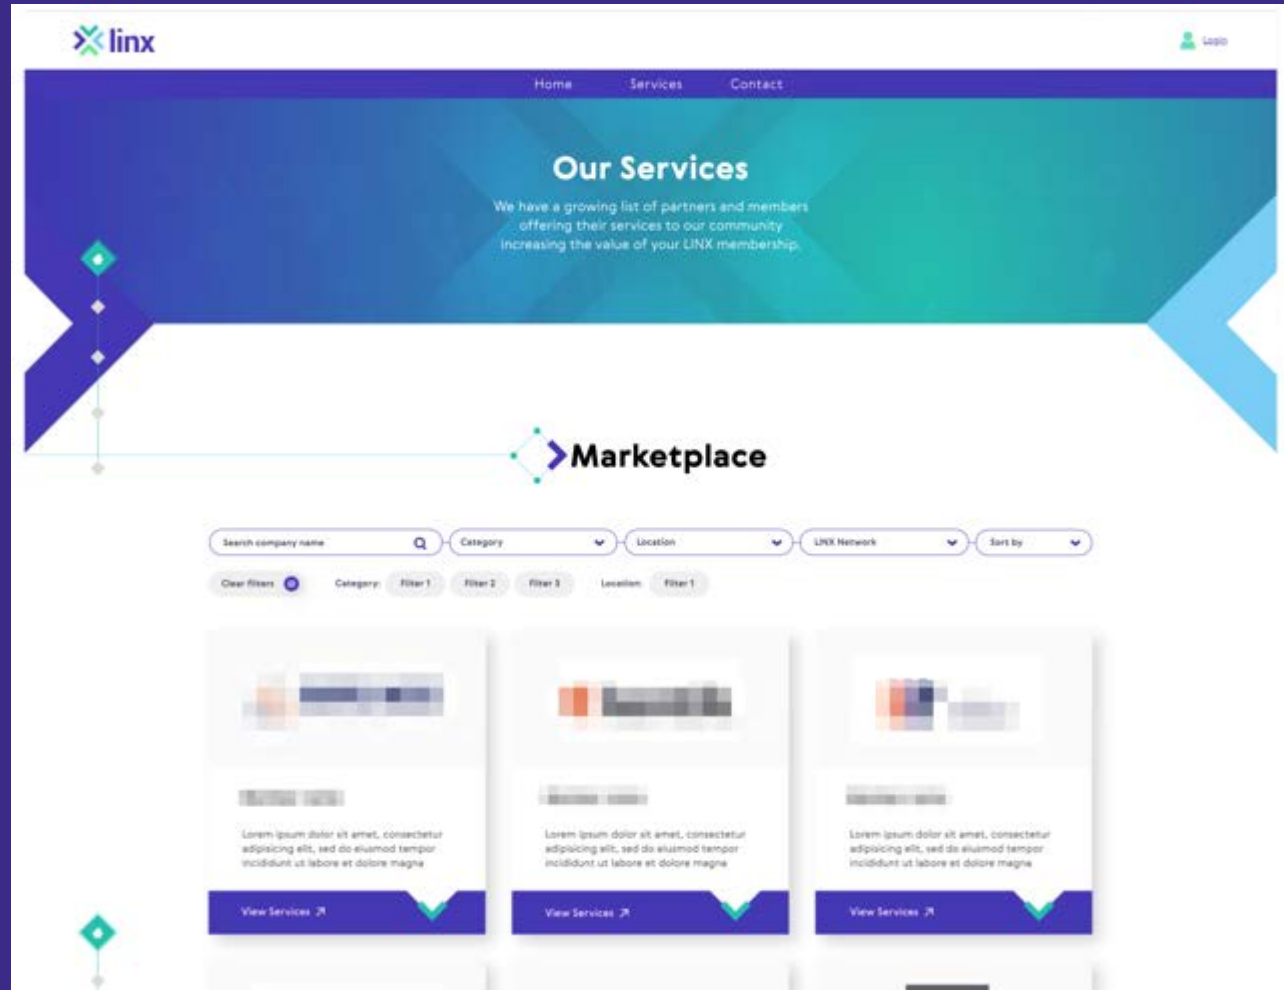 linx
Login
Home Services Contact
Our Services
We have a growing list of partners and members
offering their services to our community
increasing the value of your LINX membership.
Marketplace
Search company name Category Location LINX Network Sort by
Clear filters Category: Filter 1 Filter 2 Filter 3 Location: Filter 1
Lorem ipsum dolor sit amet, consectetur
adipisicing elit, sed do eiusmod tempor
incididunt ut labore et dolore magna
View Services
Lorem ipsum dolor sit amet, consectetur
adipisicing elit, sed do eiusmod tempor
incididunt ut labore et dolore magna
View Services
Lorem ipsum dolor sit amet, consectetur
adipisicing elit, sed do eiusmod tempor
incididunt ut labore et dolore magna
View Services